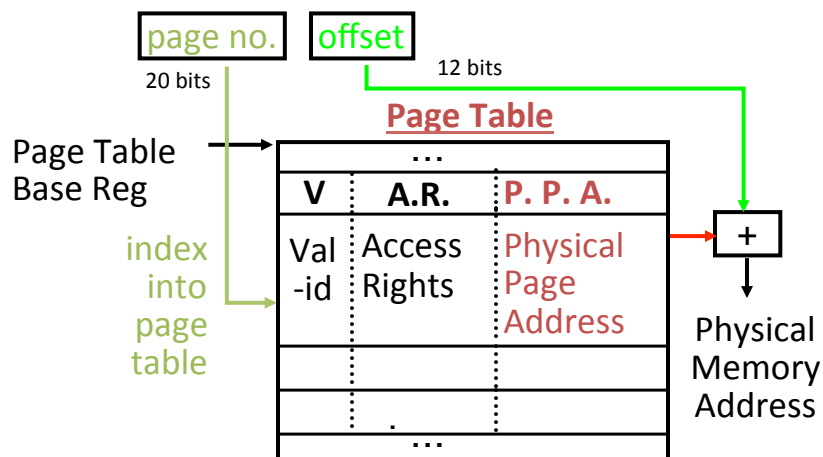 page no.
offset
20 bits
12 bits
Page Table
Page Table
Base Reg
...
V
A.R.
P. P. A.
index
into
page
table
Val
-id
Access
Rights
Physical
Page
Address
+
Physical
Memory
Address
.
...